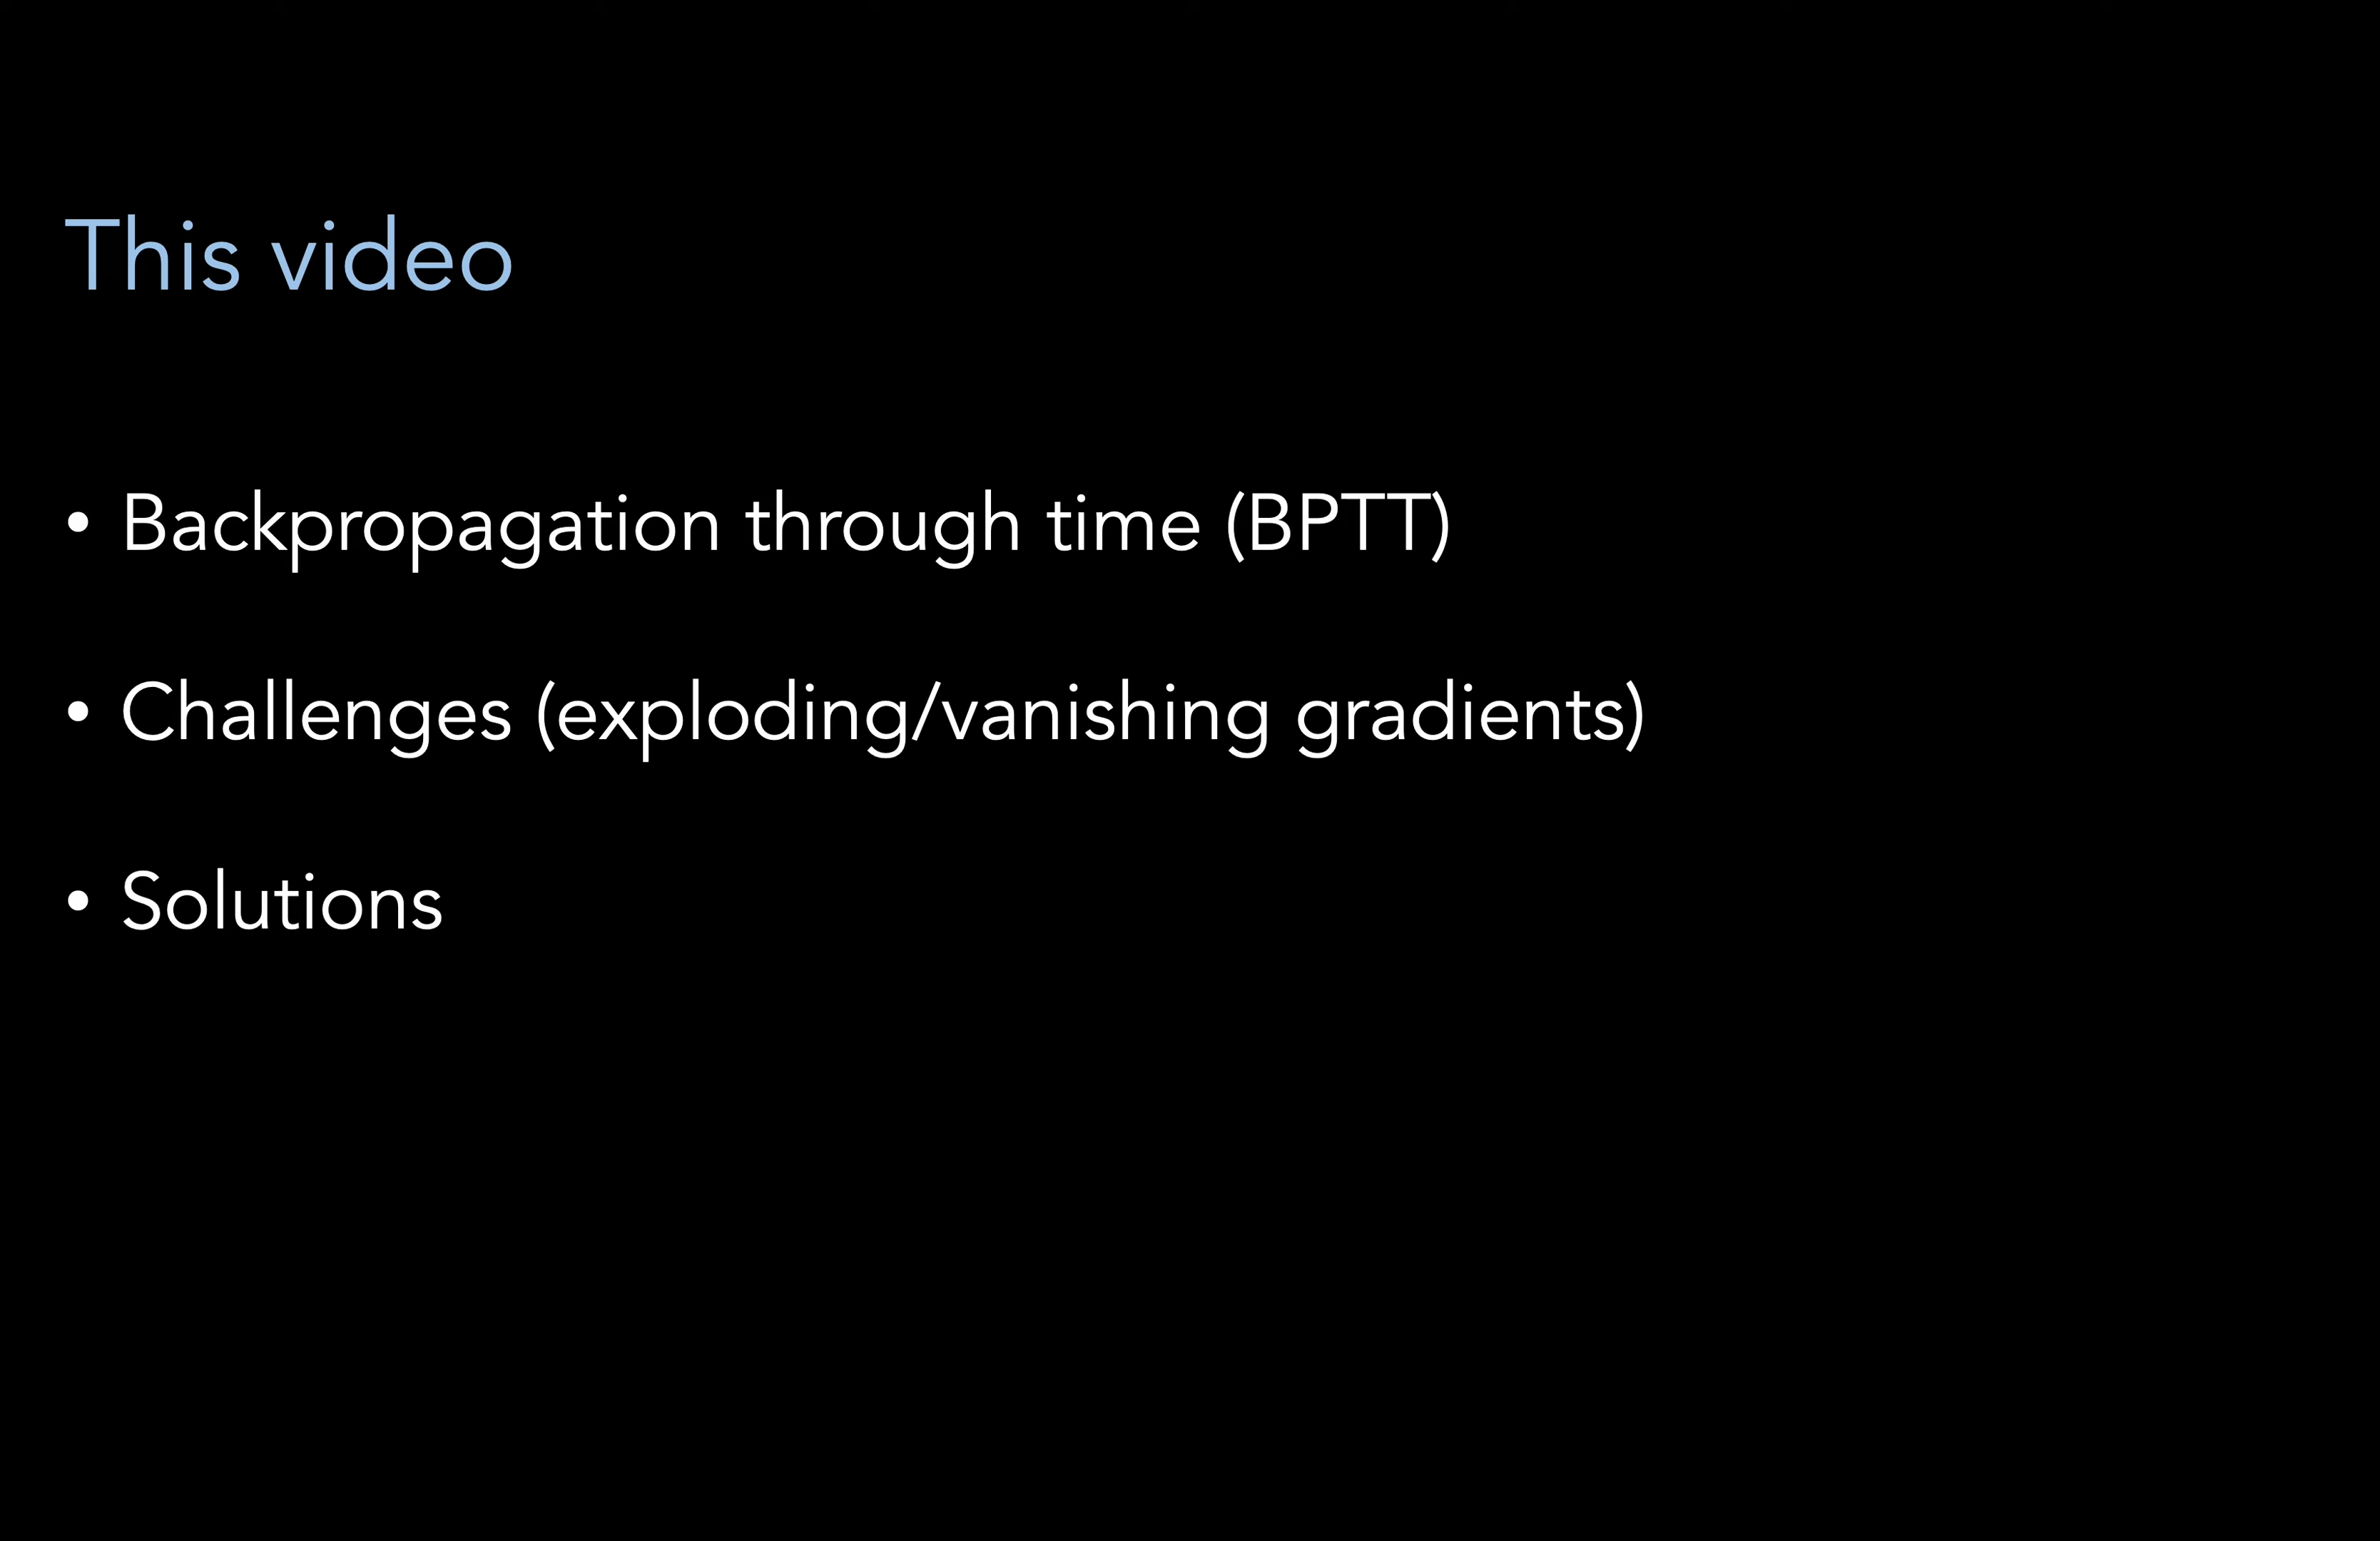 This video
• Backpropagation through time (BPTT)
• Challenges (exploding/vanishing gradients)
• Solutions